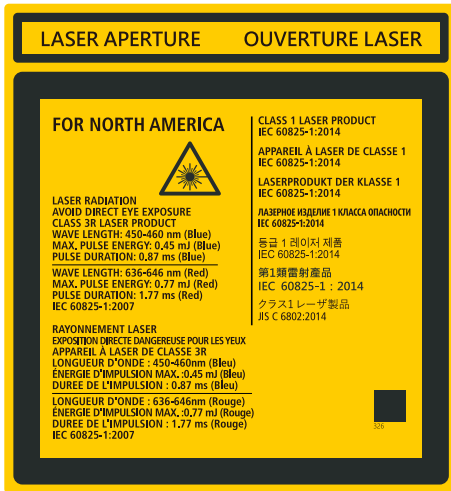 LASER APERTURE OUVERTURE LASER
FOR NORTH AMERICA
LASER RADIATION
AVOID DIRECT EYE EXPOSURE
CLASS 3R LASER PRODUCT
WAVE LENGTH: 450-460 nm (Blue)
MAX. PULSE ENERGY: 0,45 mJ (Blue)
PULSE DURATION: 0.87 ms (Blue)
WAVE LENGTH: 636-646 nm (Red)
MAX. PULSE ENERGY: 0.77 mJ (Red)
PULSE DURATION: 1.77 ms (Red)
IEC 60825-1:2007
RAYONNEMENT LASER
EXPOSITION DIRECTE DANGEREUSE POUR LES YEUX
APPAREIL À LASER DE CLASSE 3R
LONGUEUR D'ONDE : 450-460nm (Bleu)
ÉNERGIE D'IMPULSION MAX. :0.45 mJ (Bleu)
DUREE DE L'IMPULSION : 0.87 ms (Bleu)
LONGUEUR D'ONDE : 636-646nm (Rouge)
ÉNERGIE D'IMPULSION MAX. :0,77 mJ (Rouge)
DUREE DE L'IMPULSION : 1.77 ms (Rouge)
IEC 60825-1:2007
CLASS 1 LASER PRODUCT
IEC 60825-1:2014
APPAREIL À LASER DE CLASSE 1
IEC 60825-1:2014
LASERPRODUKT DER KLASSE 1
IEC 60825-1:2014
ЛАЗЕРНОЕ ИЗДЕЛИЕ 1 КЛАССА ОПАСНОСТИ
IEC 60825-1:2014
등급 1 레이저 제품
IEC 60825-1:2014
第1類雷射產品
IEC 60825-1：2014
クラス1 レーザ製品
JIS C 6802:2014
326